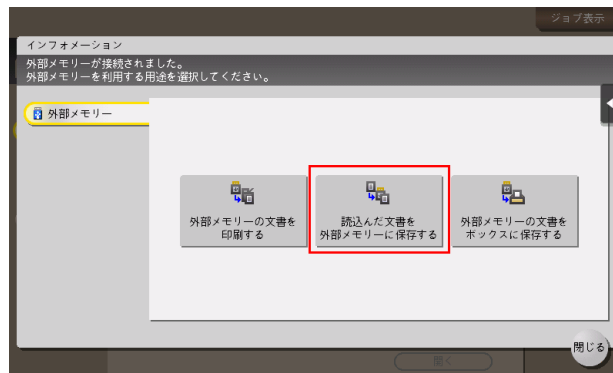 ジョブ表示
インフォメーション
外部メモリーが接続されました。
外部メモリーを利用する用途を選択してください。
外部メモリー
外部メモリーの文書を
印刷する
読込んだ文書を
外部メモリーに保存する
外部メモリーの文書を
ボックスに保存する
閉じる
開く